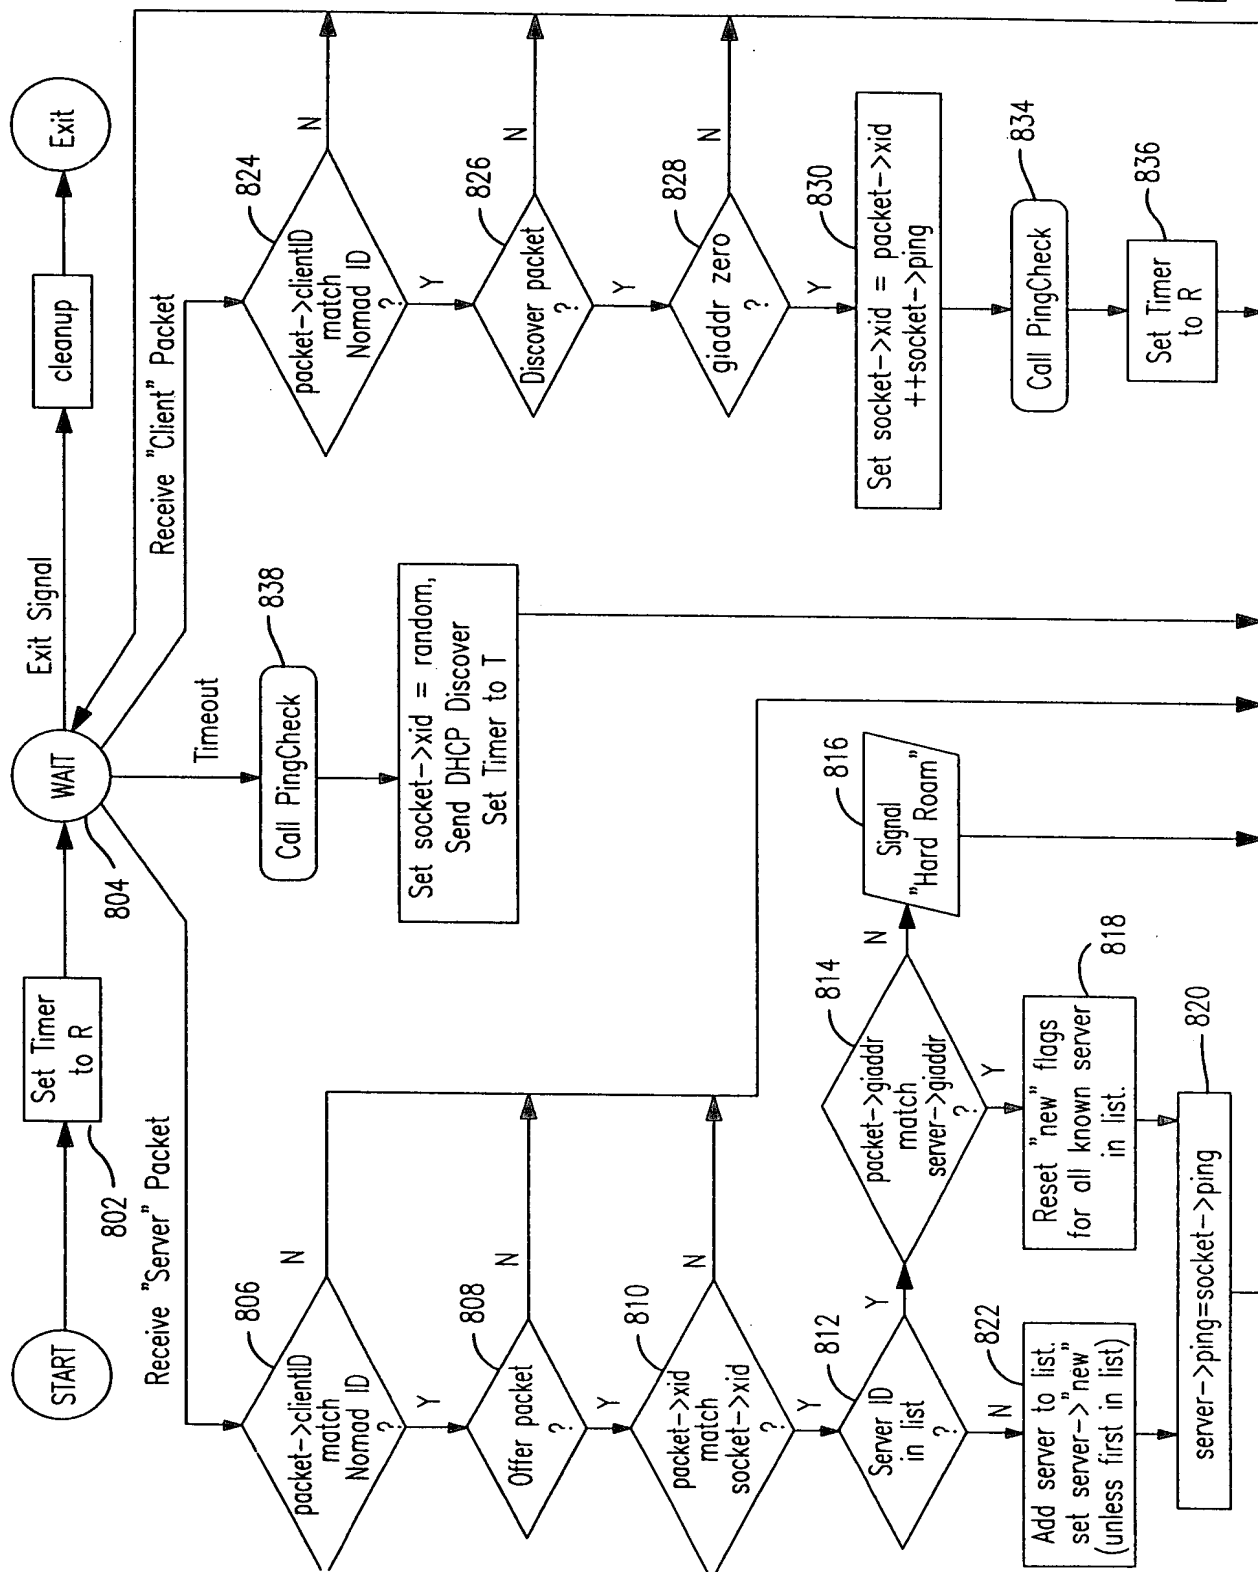 START
Set Timer
to R
802
WAIT
804
Exit Signal
cleanup
Exit
Receive "Server" Packet
Timeout
Receive "Client" Packet
packet->clientID
match
Nomad ID
?
806
N
Y
Offer packet
?
808
N
Y
packet->xid
match
socket->xid
?
810
N
Y
Server ID
in list
?
812
Y
N
packet->giaddr
match
server->giaddr
?
814
N
Y
Signal
"Hard Roam"
816
Reset "new" flags
for all known server
in list.
818
Add server to list.
set server->"new"
(unless first in list)
822
server->ping=socket->ping
820
Call PingCheck
838
Set socket->xid = random,
Send DHCP Discover
Set Timer to T
packet->clientID
match
Nomad ID
?
824
N
Y
Discover packet
?
826
N
Y
giaddr zero
?
828
N
Y
Set socket->xid = packet->xid
++socket->ping
830
Call PingCheck
834
Set Timer
to R
836